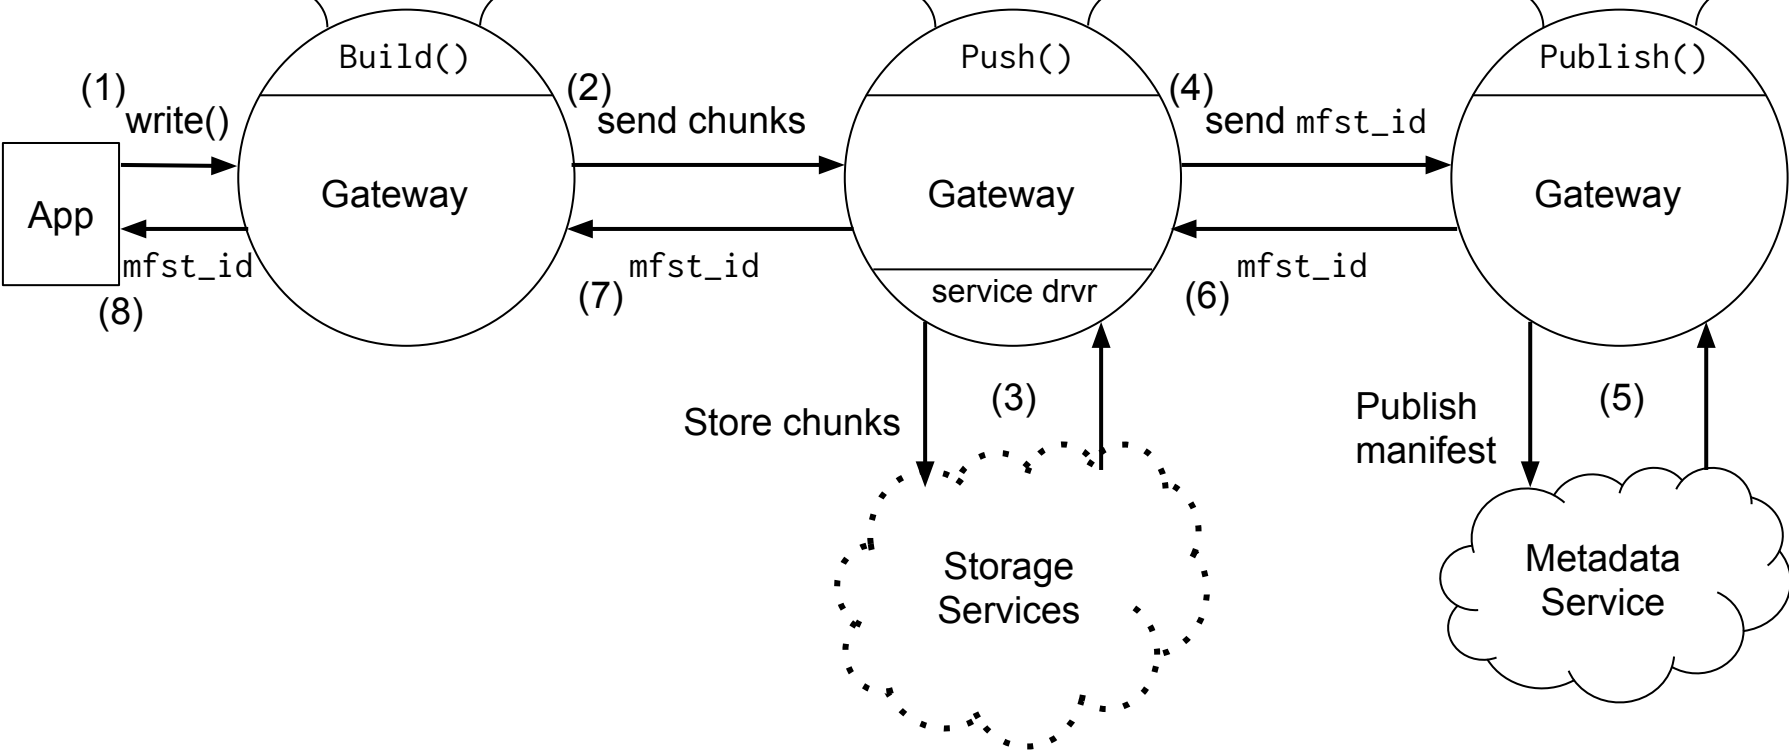 Build()
Push()
Publish()
(1)
write()
(2)
send chunks
(4)
send mfst_id
App
Gateway
Gateway
Gateway
mfst_id
(8)
(7)
mfst_id
service drvr
(6)
mfst_id
Store chunks
(3)
Publish
manifest
(5)
Storage
Services
Metadata
Service